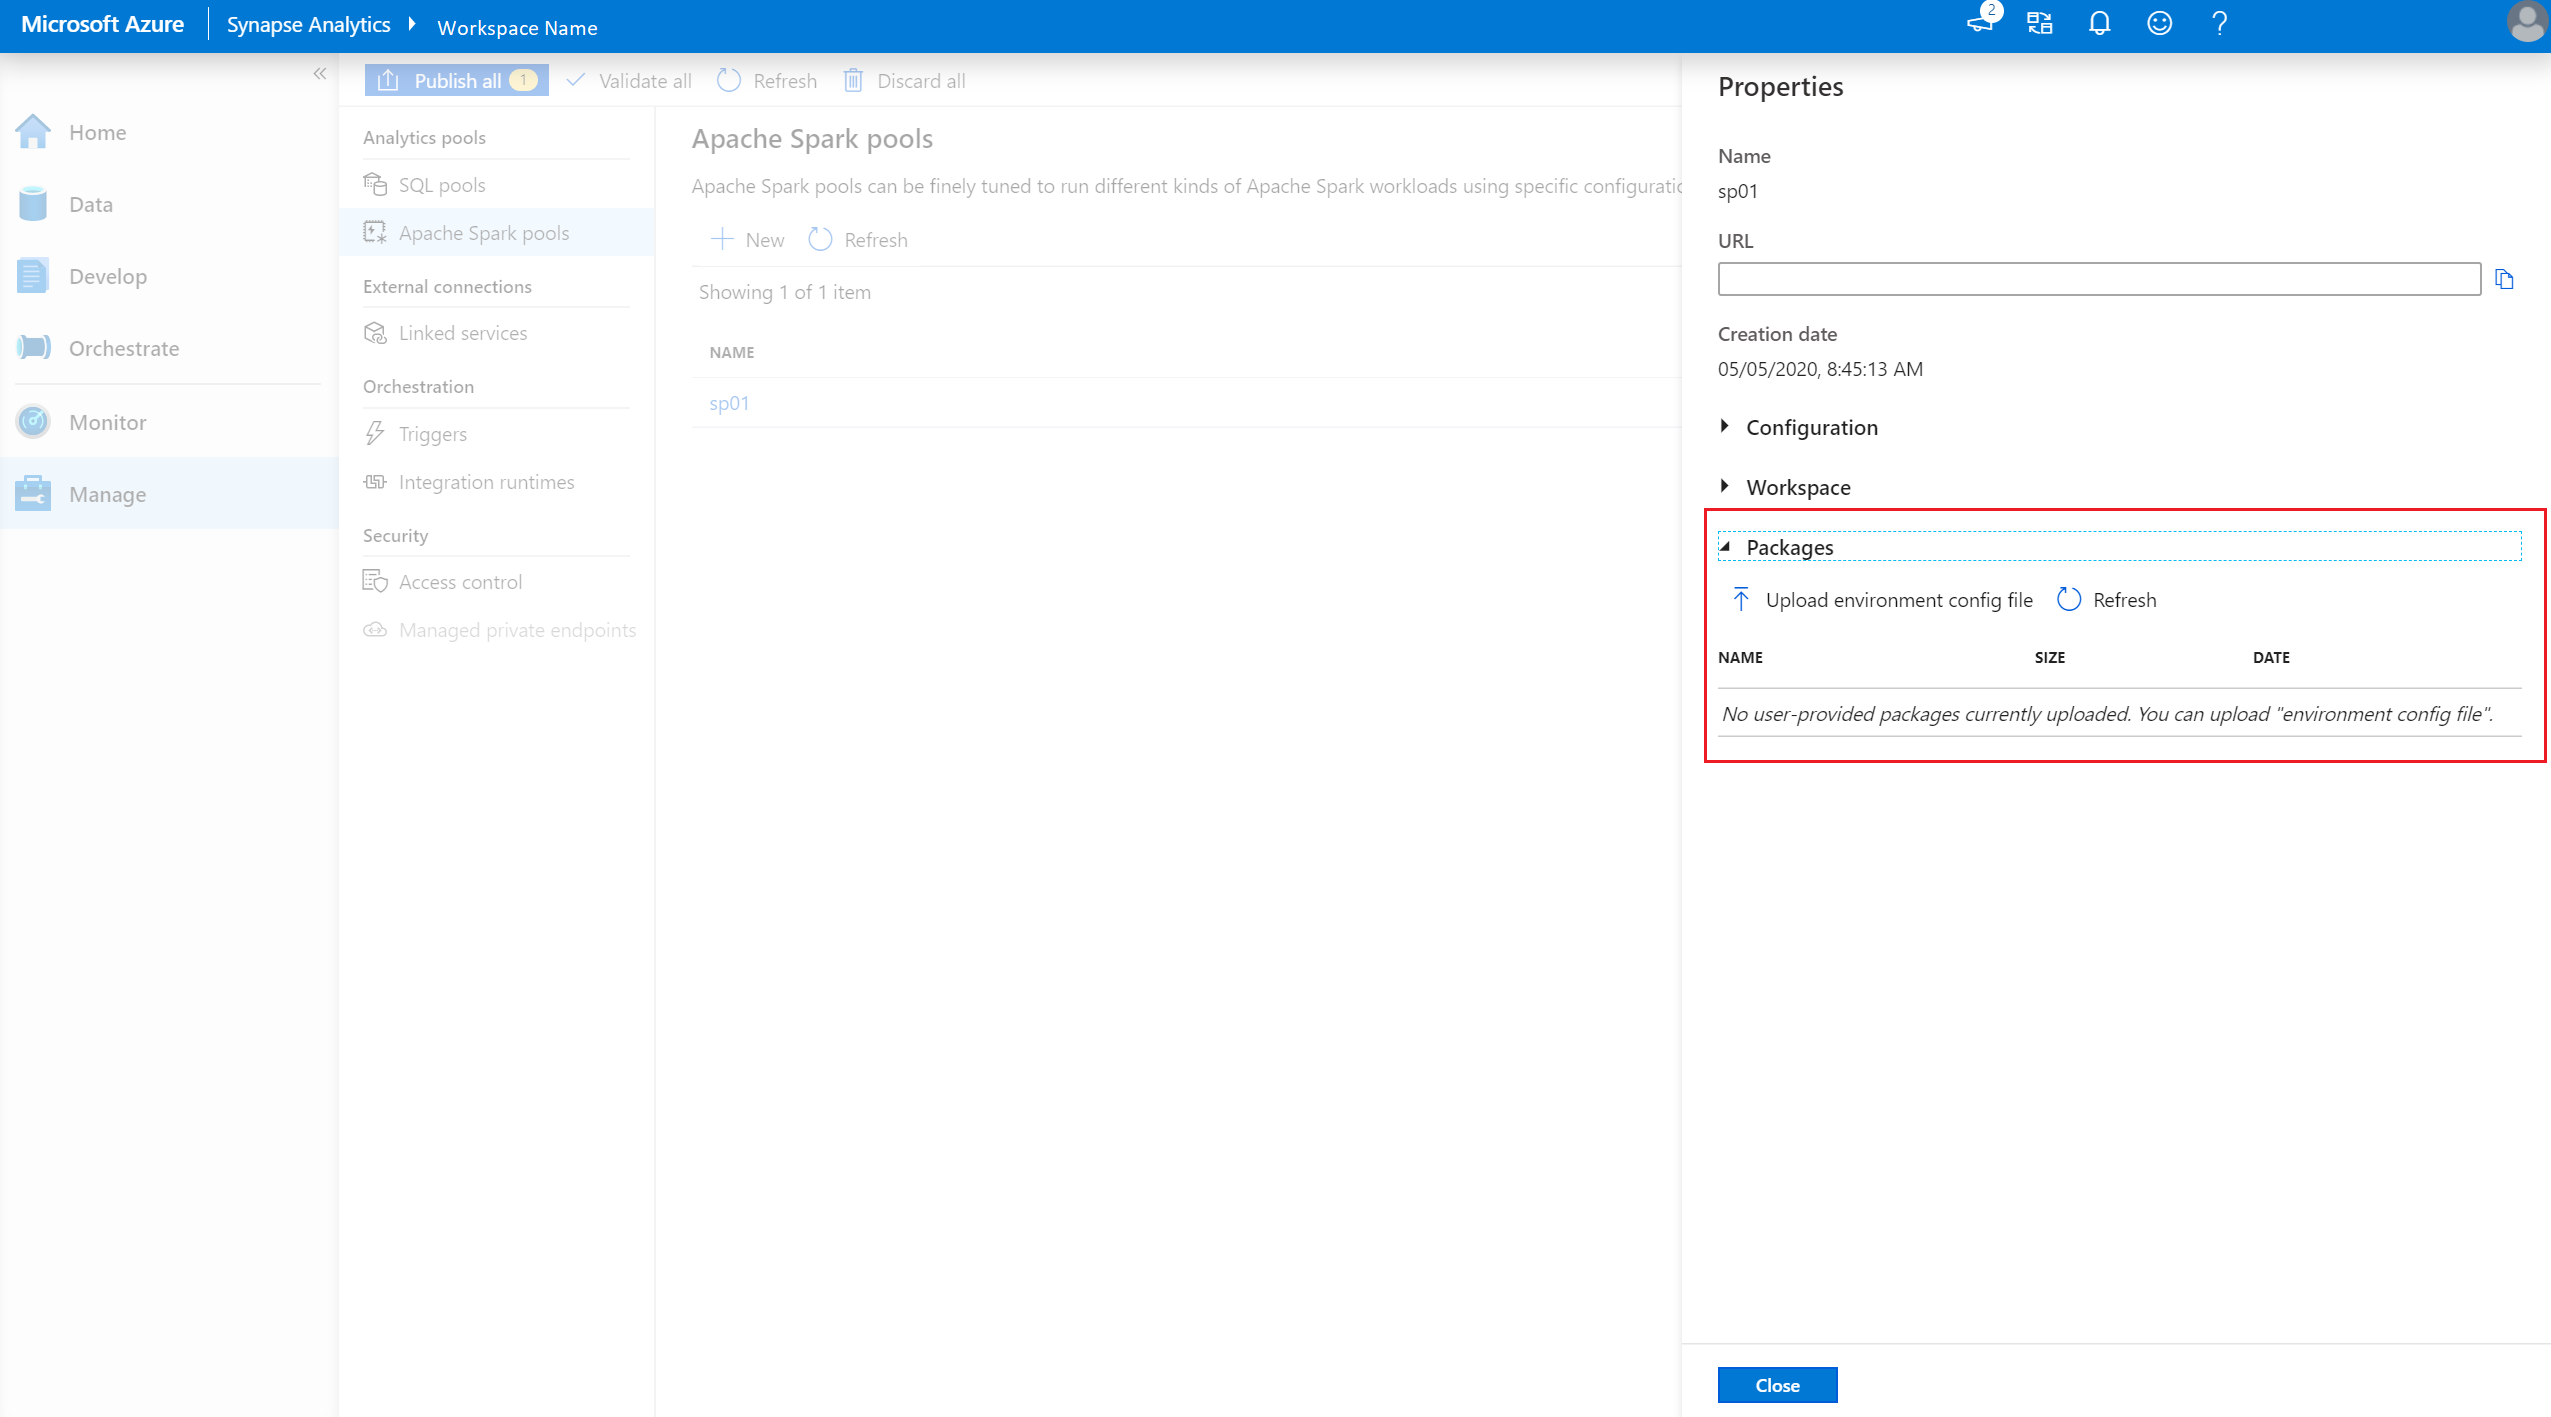 Microsoft Azure
Synapse Analytics
Workspace Name
2
Publish all 1
Validate all
Refresh
Discard all
Home
Data
Develop
Orchestrate
Monitor
Manage
Analytics pools
SQL pools
Apache Spark pools
External connections
Linked services
Orchestration
Triggers
Integration runtimes
Security
Access control
Managed private endpoints
Apache Spark pools
Apache Spark pools can be finely tuned to run different kinds of Apache Spark workloads using specific configuratio
New
Refresh
Showing 1 of 1 item
NAME
sp01
Properties
Name
sp01
URL
Creation date
05/05/2020, 8:45:13 AM
Configuration
Workspace
Packages
Upload environment config file
Refresh
NAME SIZE DATE
No user-provided packages currently uploaded. You can upload "environment config file".
Close